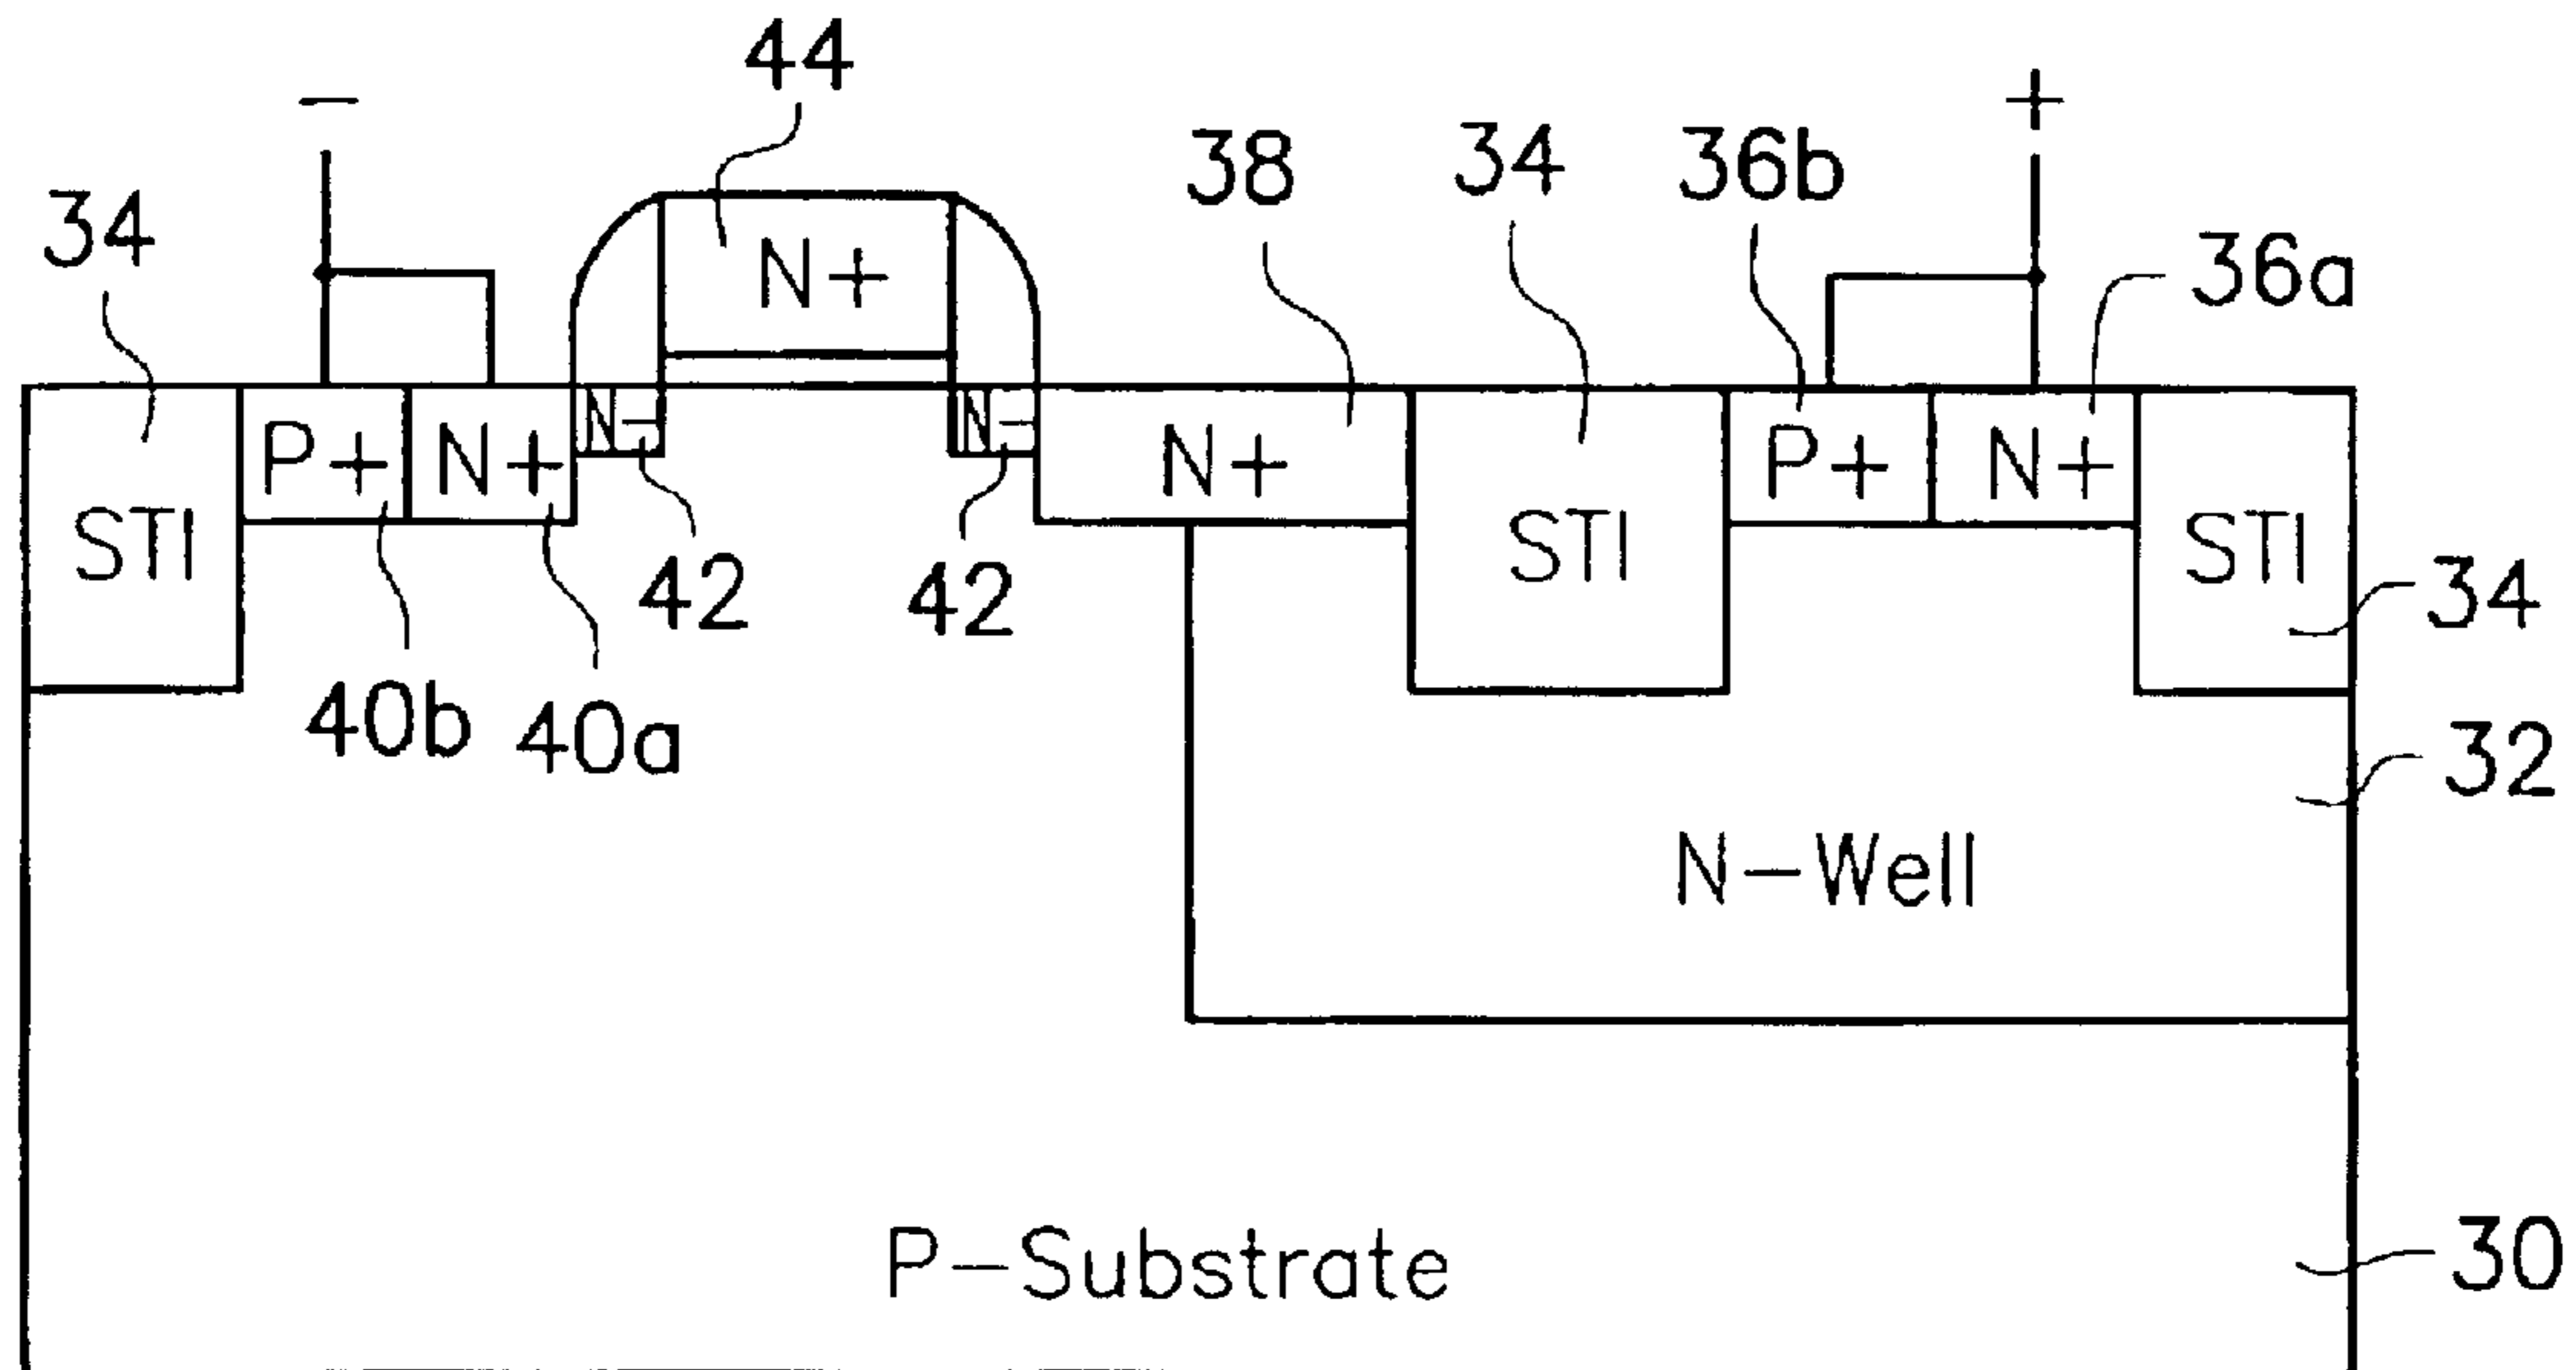 44
− +
38 34 36b
34 36a
N+
N− N−
P+ N+ N+ P+ N+
STI STI STI
42 42 34
40b 40a 32
N−Well
P−Substrate 30